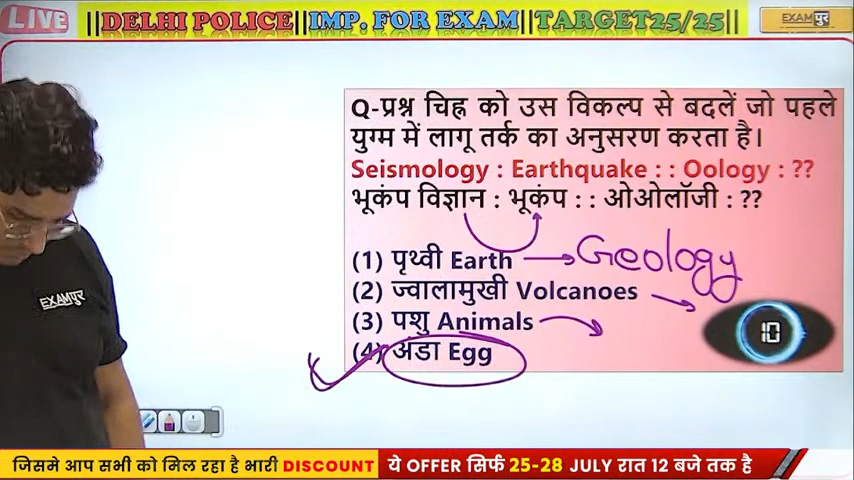 LIVE ||DELHI POLICE||IMP. FOR EXAM||TARGET25/25|| EXAMपुर
Q-प्रश्न चिह्न को उस विकल्प से बदलें जो पहले
युग्म में लागू तर्क का अनुसरण करता है।
Seismology : Earthquake : : Oology : ??
भूकंप विज्ञान : भूकंप : : ओओलॉजी : ??
(1) पृथ्वी Earth → Geology
(2) ज्वालामुखी Volcanoes
(3) पशु Animals
(4) अंडा Egg
10
EXAMपुर
जिसमे आप सभी को मिल रहा है भारी DISCOUNT ये OFFER सिर्फ 25-28 JULY रात 12 बजे तक है